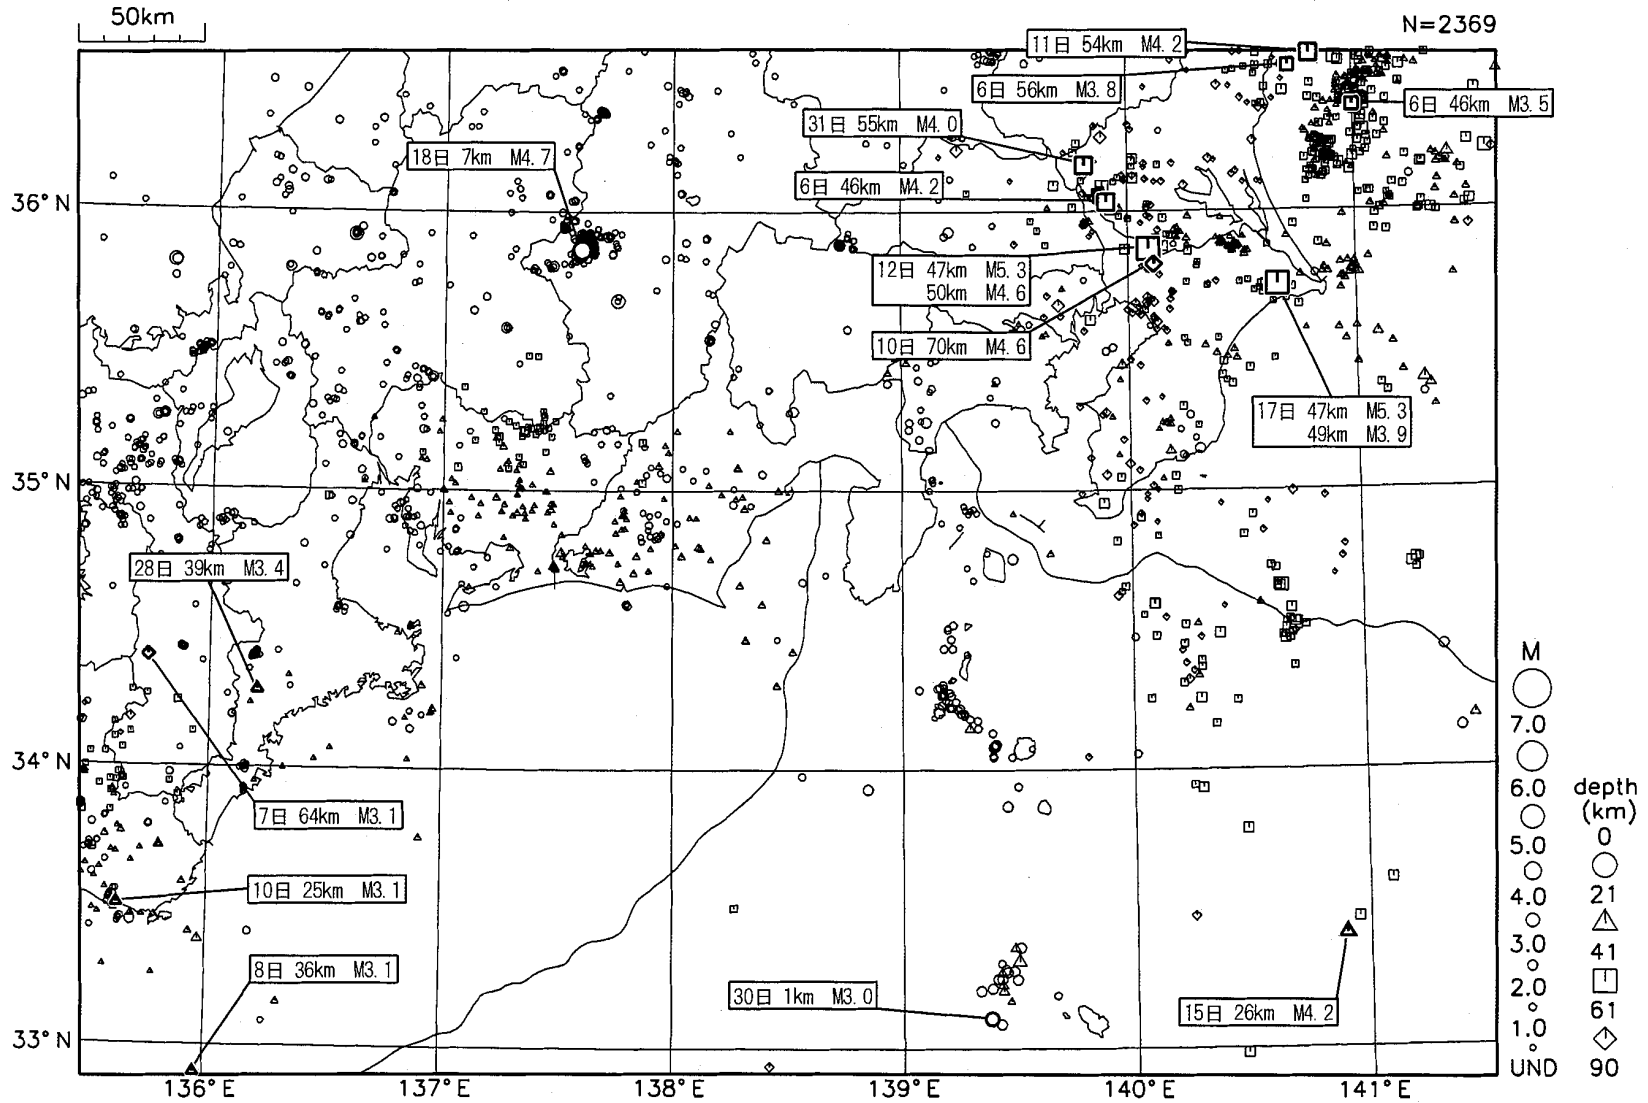 50km
N=2369
11日 54km M4.2
6日 56km M3.8
6日 46km M3.5
31日 55km M4.0
18日 7km M4.7
6日 46km M4.2
36°N
12日 47km M5.3
50km M4.6
10日 70km M4.6
17日 47km M5.3
49km M3.9
35°N
28日 39km M3.4
34°N
7日 64km M3.1
10日 25km M3.1
8日 36km M3.1
30日 1km M3.0
15日 26km M4.2
33°N
136°E
137°E
138°E
139°E
140°E
141°E
M
7.0
6.0
5.0
4.0
3.0
2.0
1.0
UND
depth
(km)
0
21
41
61
90